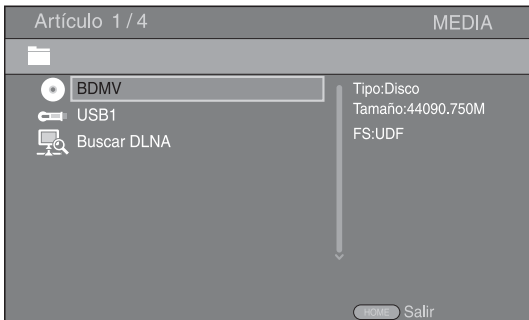 Artículo 1/4
MEDIA
BDMV
USB1
Buscar DLNA
Tipo:Disco
Tamaño:44090.750M
FS:UDF
HOME Salir